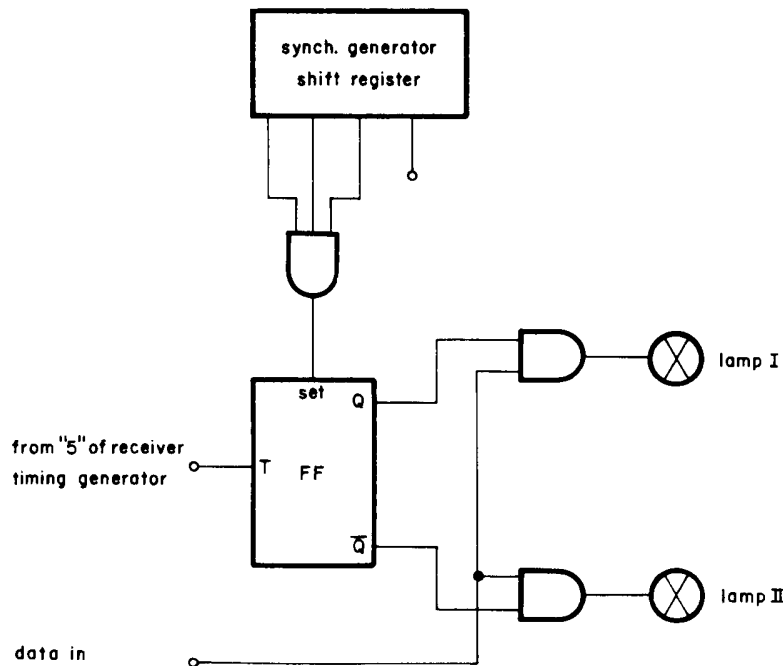 synch. generator
shift register
set
Q
lamp I
from "5" of receiver
timing generator
T
FF
Q̅
lamp II
data in